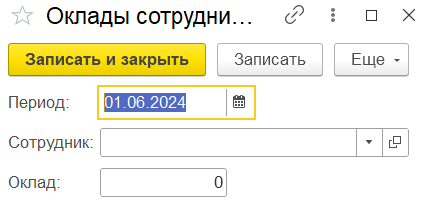 Оклады сотрудни...
Записать и закрыть Записать Еще
Период: 01.06.2024
Сотрудник:
Оклад: 0